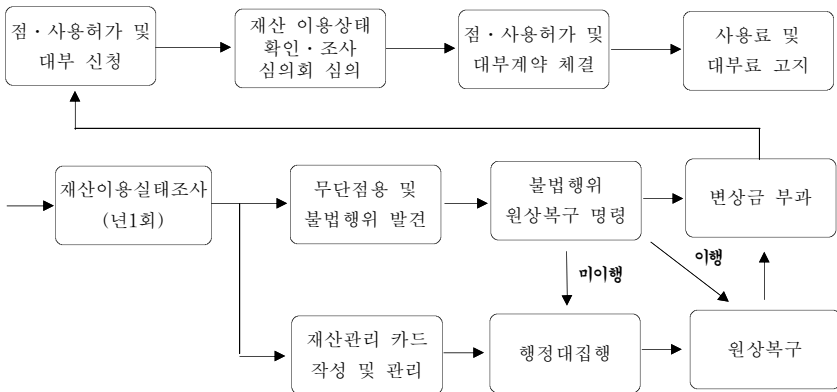 점·사용허가 및
대부 신청
재산 이용상태
확인·조사
심의회 심의
점·사용허가 및
대부계약 체결
사용료 및
대부료 고지
재산이용실태조사
(년1회)
무단점용 및
불법행위 발견
불법행위
원상복구 명령
변상금 부과
미이행
이행
재산관리 카드
작성 및 관리
행정대집행
원상복구